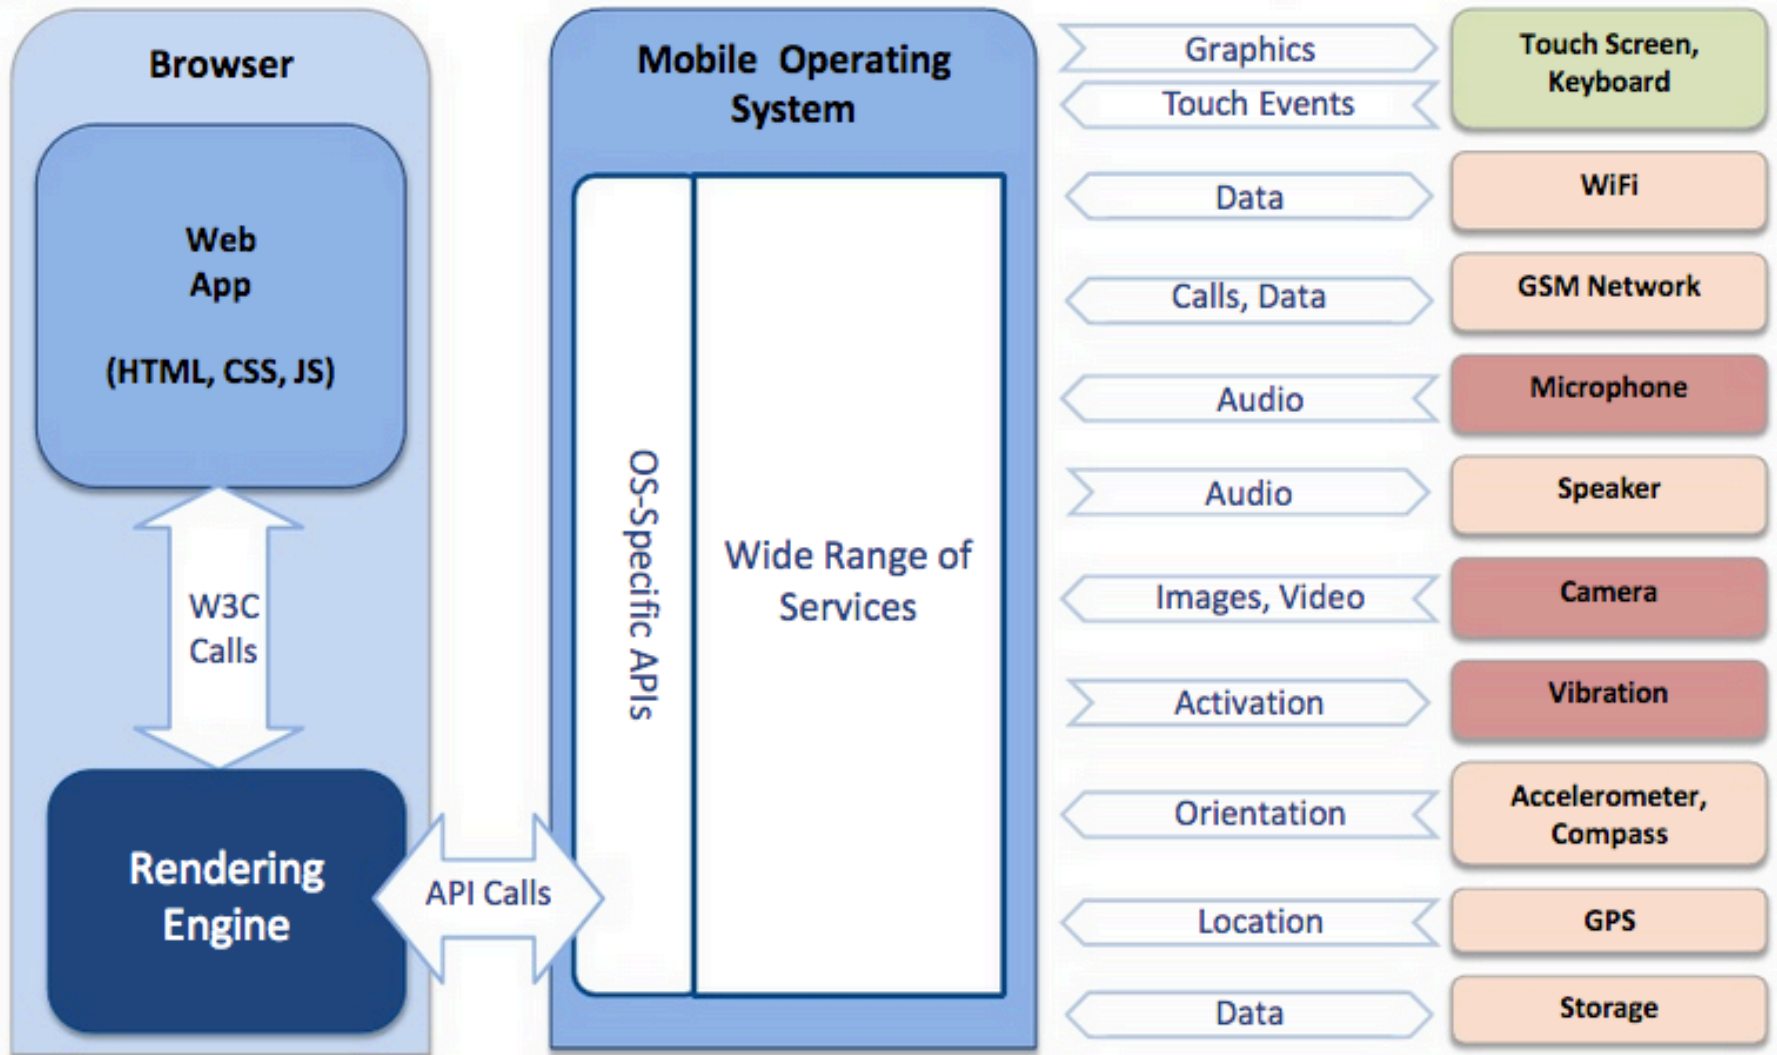 Browser
Web
App
(HTML, CSS, JS)
W3C
Calls
Rendering
Engine
API Calls
Mobile Operating
System
OS-Specific APIs
Wide Range of
Services
Graphics
Touch Events
Touch Screen,
Keyboard
Data
WiFi
Calls, Data
GSM Network
Audio
Microphone
Audio
Speaker
Images, Video
Camera
Activation
Vibration
Orientation
Accelerometer,
Compass
Location
GPS
Data
Storage